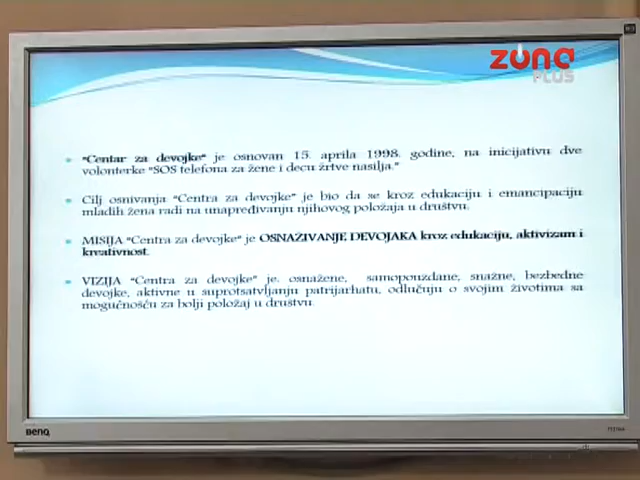 zona
PLUS
"Centar za devojke" je osnovan 15. aprila 1998. godine, na inicijativu dve
volonterke "SOS telefona za žene i decu žrtve nasilja."
Cilj osnivanja "Centra za devojke" je bio da se kroz edukaciju i emancipaciju
mladih žena radi na unapređivanju njihovog položaja u društvu.
MISIJA "Centra za devojke" je OSNAŽIVANJE DEVOJAKA kroz edukaciju, aktivizam i
kreativnost.
VIZIJA "Centra za devojke" je: osnažene, samopouzdane, snažne, bezbedne
devojke, aktivne u suprotsatvljanju patrijarhatu, odlučuju o svojim životima sa
mogućnošću za bolji položaj u društvu.
BenQ